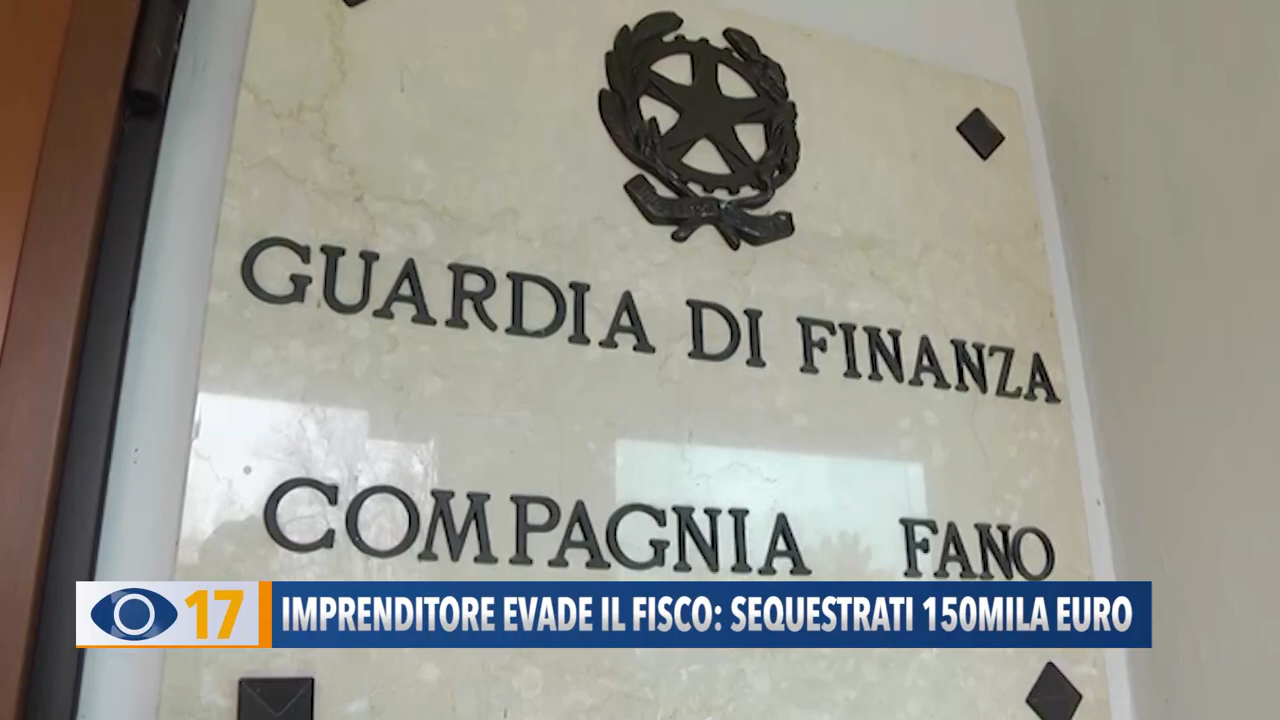 GUARDIA DI FINANZA
COMPAGNIA FANO
17 IMPRENDITORE EVADE IL FISCO: SEQUESTRATI 150MILA EURO